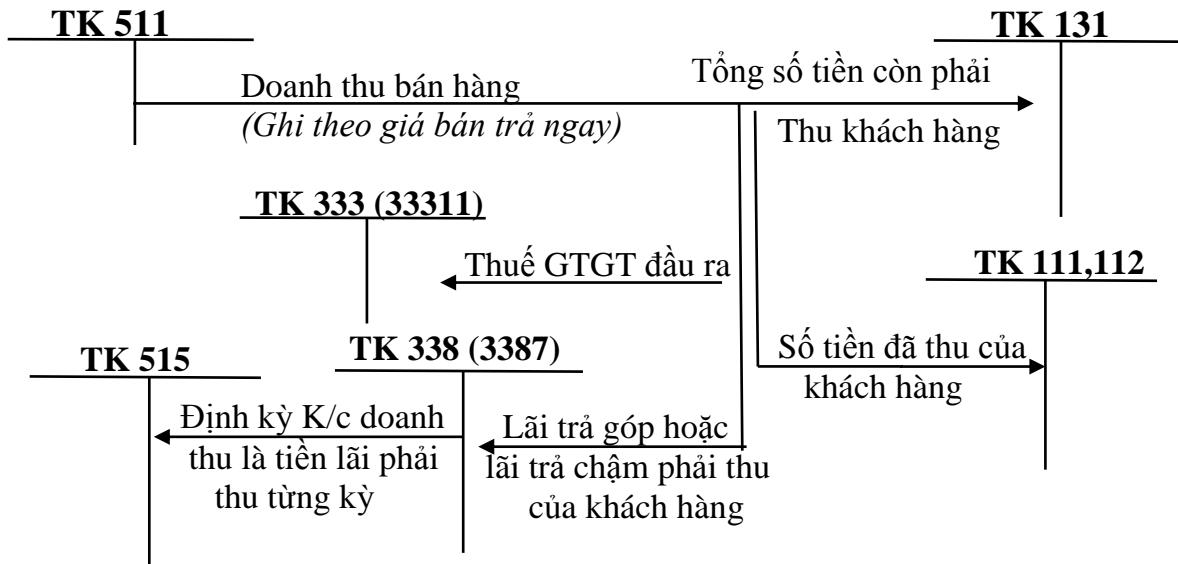 TK 511
TK 131
Doanh thu bán hàng
(Ghi theo giá bán trả ngay)
Tổng số tiền còn phải
Thu khách hàng
TK 333 (33311)
Thuế GTGT đầu ra
TK 111,112
Số tiền đã thu của
khách hàng
TK 515
TK 338 (3387)
Định kỳ K/c doanh
thu là tiền lãi phải
thu từng kỳ
Lãi trả góp hoặc
lãi trả chậm phải thu
của khách hàng